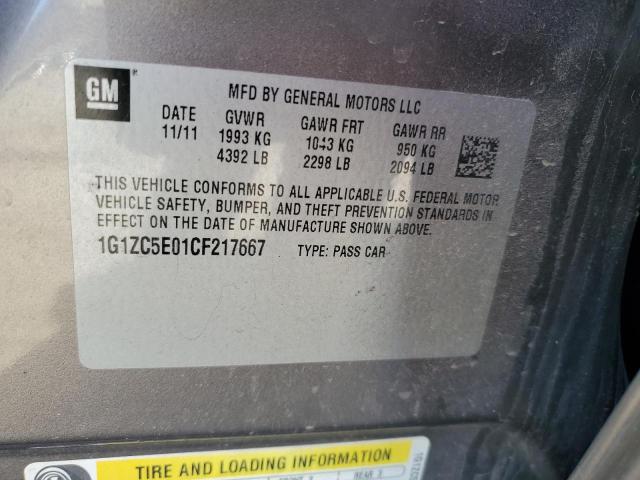 GM
MFD BY GENERAL MOTORS LLC
DATE GVWR GAWR FRT GAWR RR
11/11 1993 KG 1043 KG 950 KG
4392 LB 2298 LB 2094 LB
THIS VEHICLE CONFORMS TO ALL APPLICABLE U.S. FEDERAL MOTOR
VEHICLE SAFETY, BUMPER, AND THEFT PREVENTION STANDARDS IN
EFFECT ON THE DATE OF MANUFACTURE SHOWN ABOVE.
1G1ZC5E01CF217667 TYPE: PASS CAR
TIRE AND LOADING INFORMATION